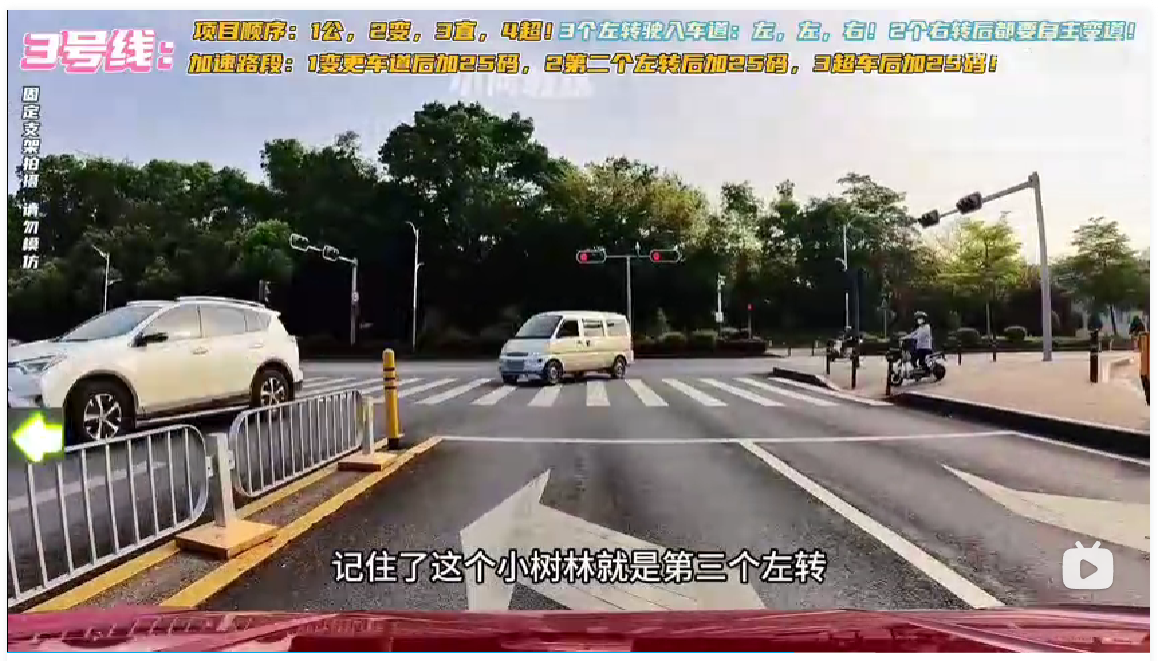 3号线：
项目顺序：1公，2变，3直，4超！3个左转驶入车道：左，左，右！2个右转后都要自主变道！
加速路段：1变更车道后加25码，2第二个左转后加25码，3超车后加25码！
固定支架拍摄 请勿模仿
记住了这个小树林就是第三个左转